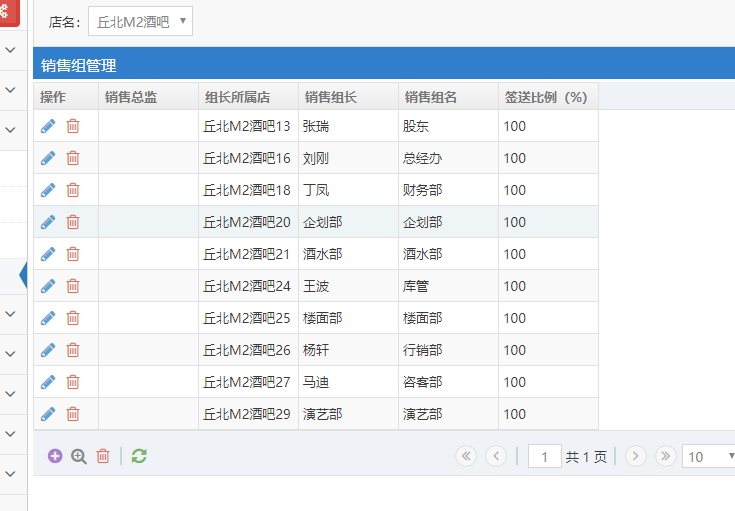 店名： 丘北M2酒吧
销售组管理
操作 销售总监 组长所属店 销售组长 销售组名 签送比例（%）
丘北M2酒吧13 张瑞 股东 100
丘北M2酒吧16 刘刚 总经办 100
丘北M2酒吧18 丁凤 财务部 100
丘北M2酒吧20 企划部 企划部 100
丘北M2酒吧21 酒水部 酒水部 100
丘北M2酒吧24 王波 库管 100
丘北M2酒吧25 楼面部 楼面部 100
丘北M2酒吧26 杨轩 行销部 100
丘北M2酒吧27 马迪 咨客部 100
丘北M2酒吧29 演艺部 演艺部 100
1 共 1 页 10